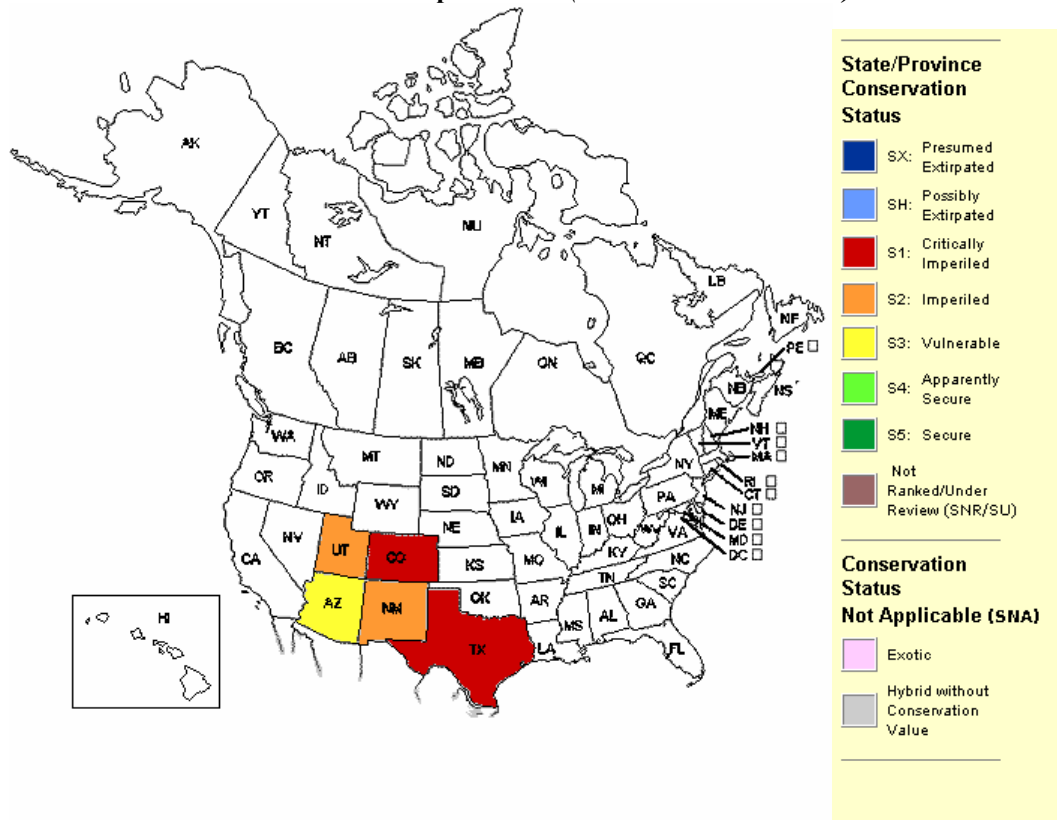 AK
YT
NT
NU
BC
AB
SK
MB
ON
QC
LB
NF
PE
NB
NS
ME
NH
VT
MA
RI
CT
NJ
DE
MD
DC
WA
OR
ID
MT
ND
MN
WI
MI
NY
PA
WY
SD
NE
IA
IL
IN
OH
WV
VA
CA
NV
UT
CO
KS
MO
KY
NC
TN
SC
AZ
NM
OK
AR
MS
AL
GA
TX
LA
FL
HI
State/Province
Conservation
Status
SX: Presumed
Extirpated
SH: Possibly
Extirpated
S1: Critically
Imperiled
S2: Imperiled
S3: Vulnerable
S4: Apparently
Secure
S5: Secure
Not
Ranked/Under
Review (SNR/SU)
Conservation
Status
Not Applicable (SNA)
Exotic
Hybrid without
Conservation
Value